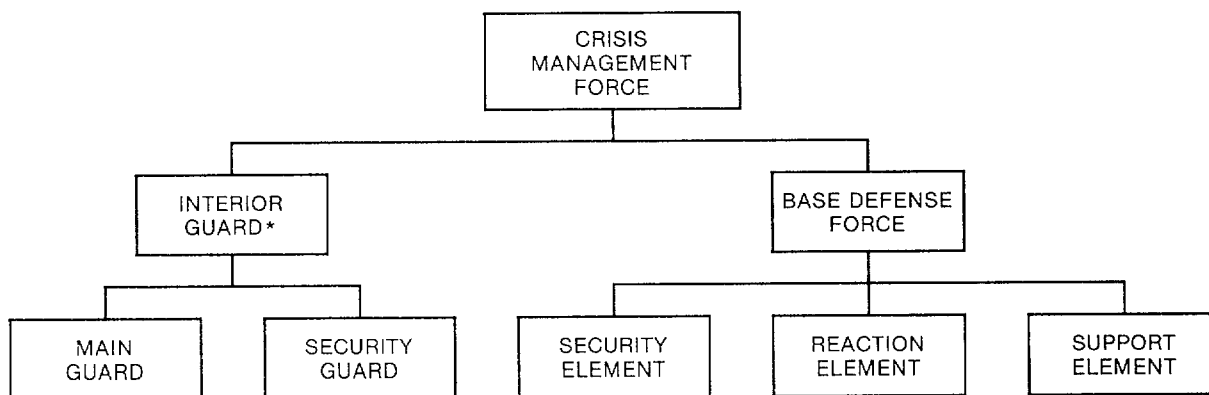 CRISIS
MANAGEMENT
FORCE
INTERIOR
GUARD*
BASE DEFENSE
FORCE
MAIN
GUARD
SECURITY
GUARD
SECURITY
ELEMENT
REACTION
ELEMENT
SUPPORT
ELEMENT